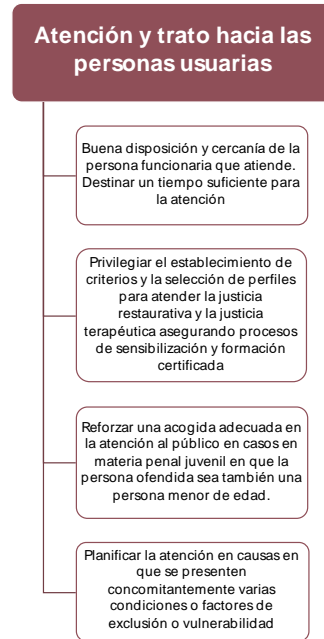 Atención y trato hacia las
personas usuarias
Buena disposición y cercanía de la
persona funcionaria que atiende.
Destinar un tiempo suficiente para
la atención
Privilegiar el establecimiento de
criterios y la selección de perfiles
para atender la justicia
restaurativa y la justicia
terapéutica asegurando procesos
de sensibilización y formación
certificada
Reforzar una acogida adecuada en
la atención al público en casos en
materia penal juvenil en que la
persona ofendida sea también una
persona menor de edad.
Planificar la atención en causas en
que se presenten
concomitantemente varias
condiciones o factores de
exclusión o vulnerabilidad